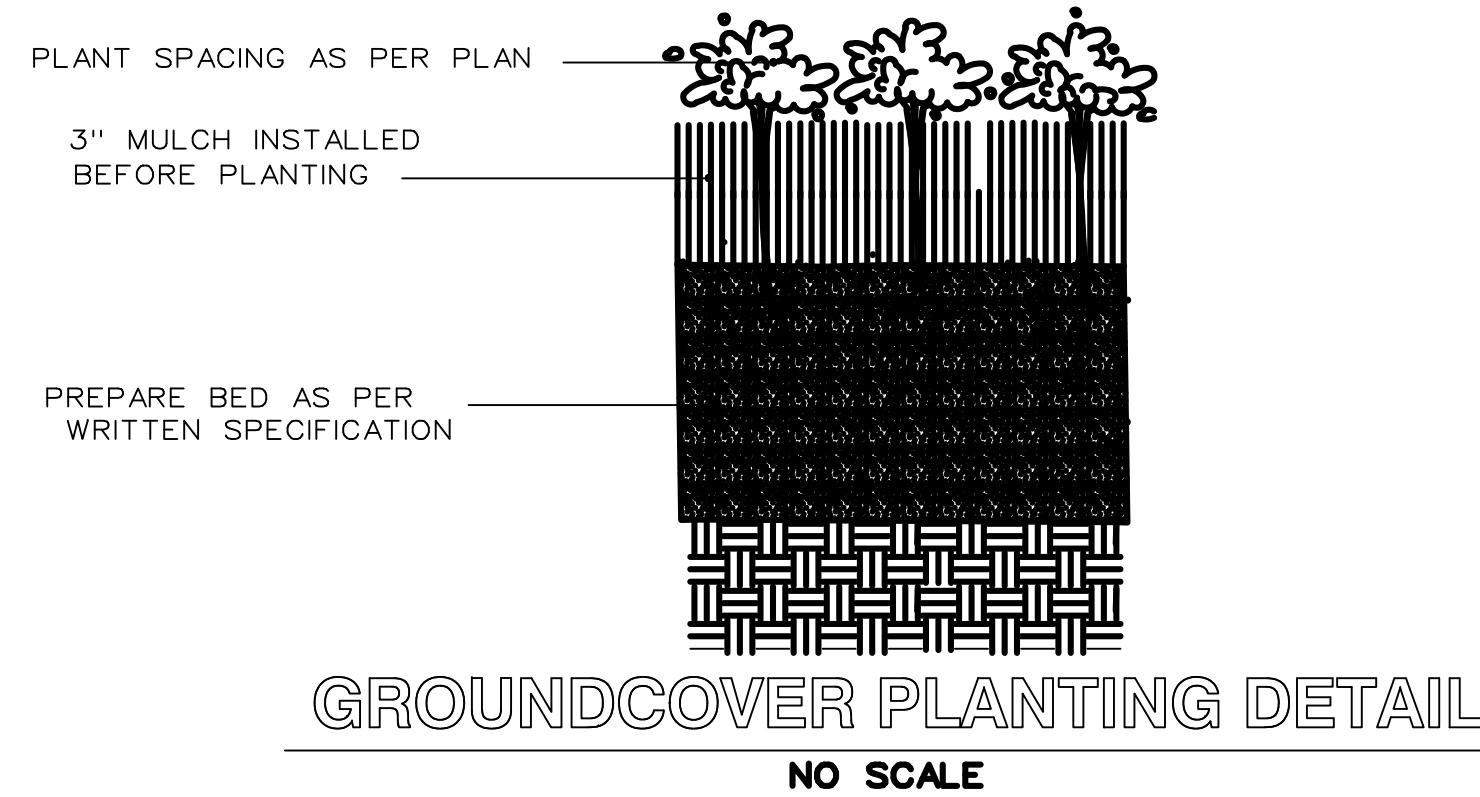 PLANT SPACING AS PER PLAN
3" MULCH INSTALLED
BEFORE PLANTING
PREPARE BED AS PER
WRITTEN SPECIFICATION
GROUNDCOVER PLANTING DETAIL
NO SCALE